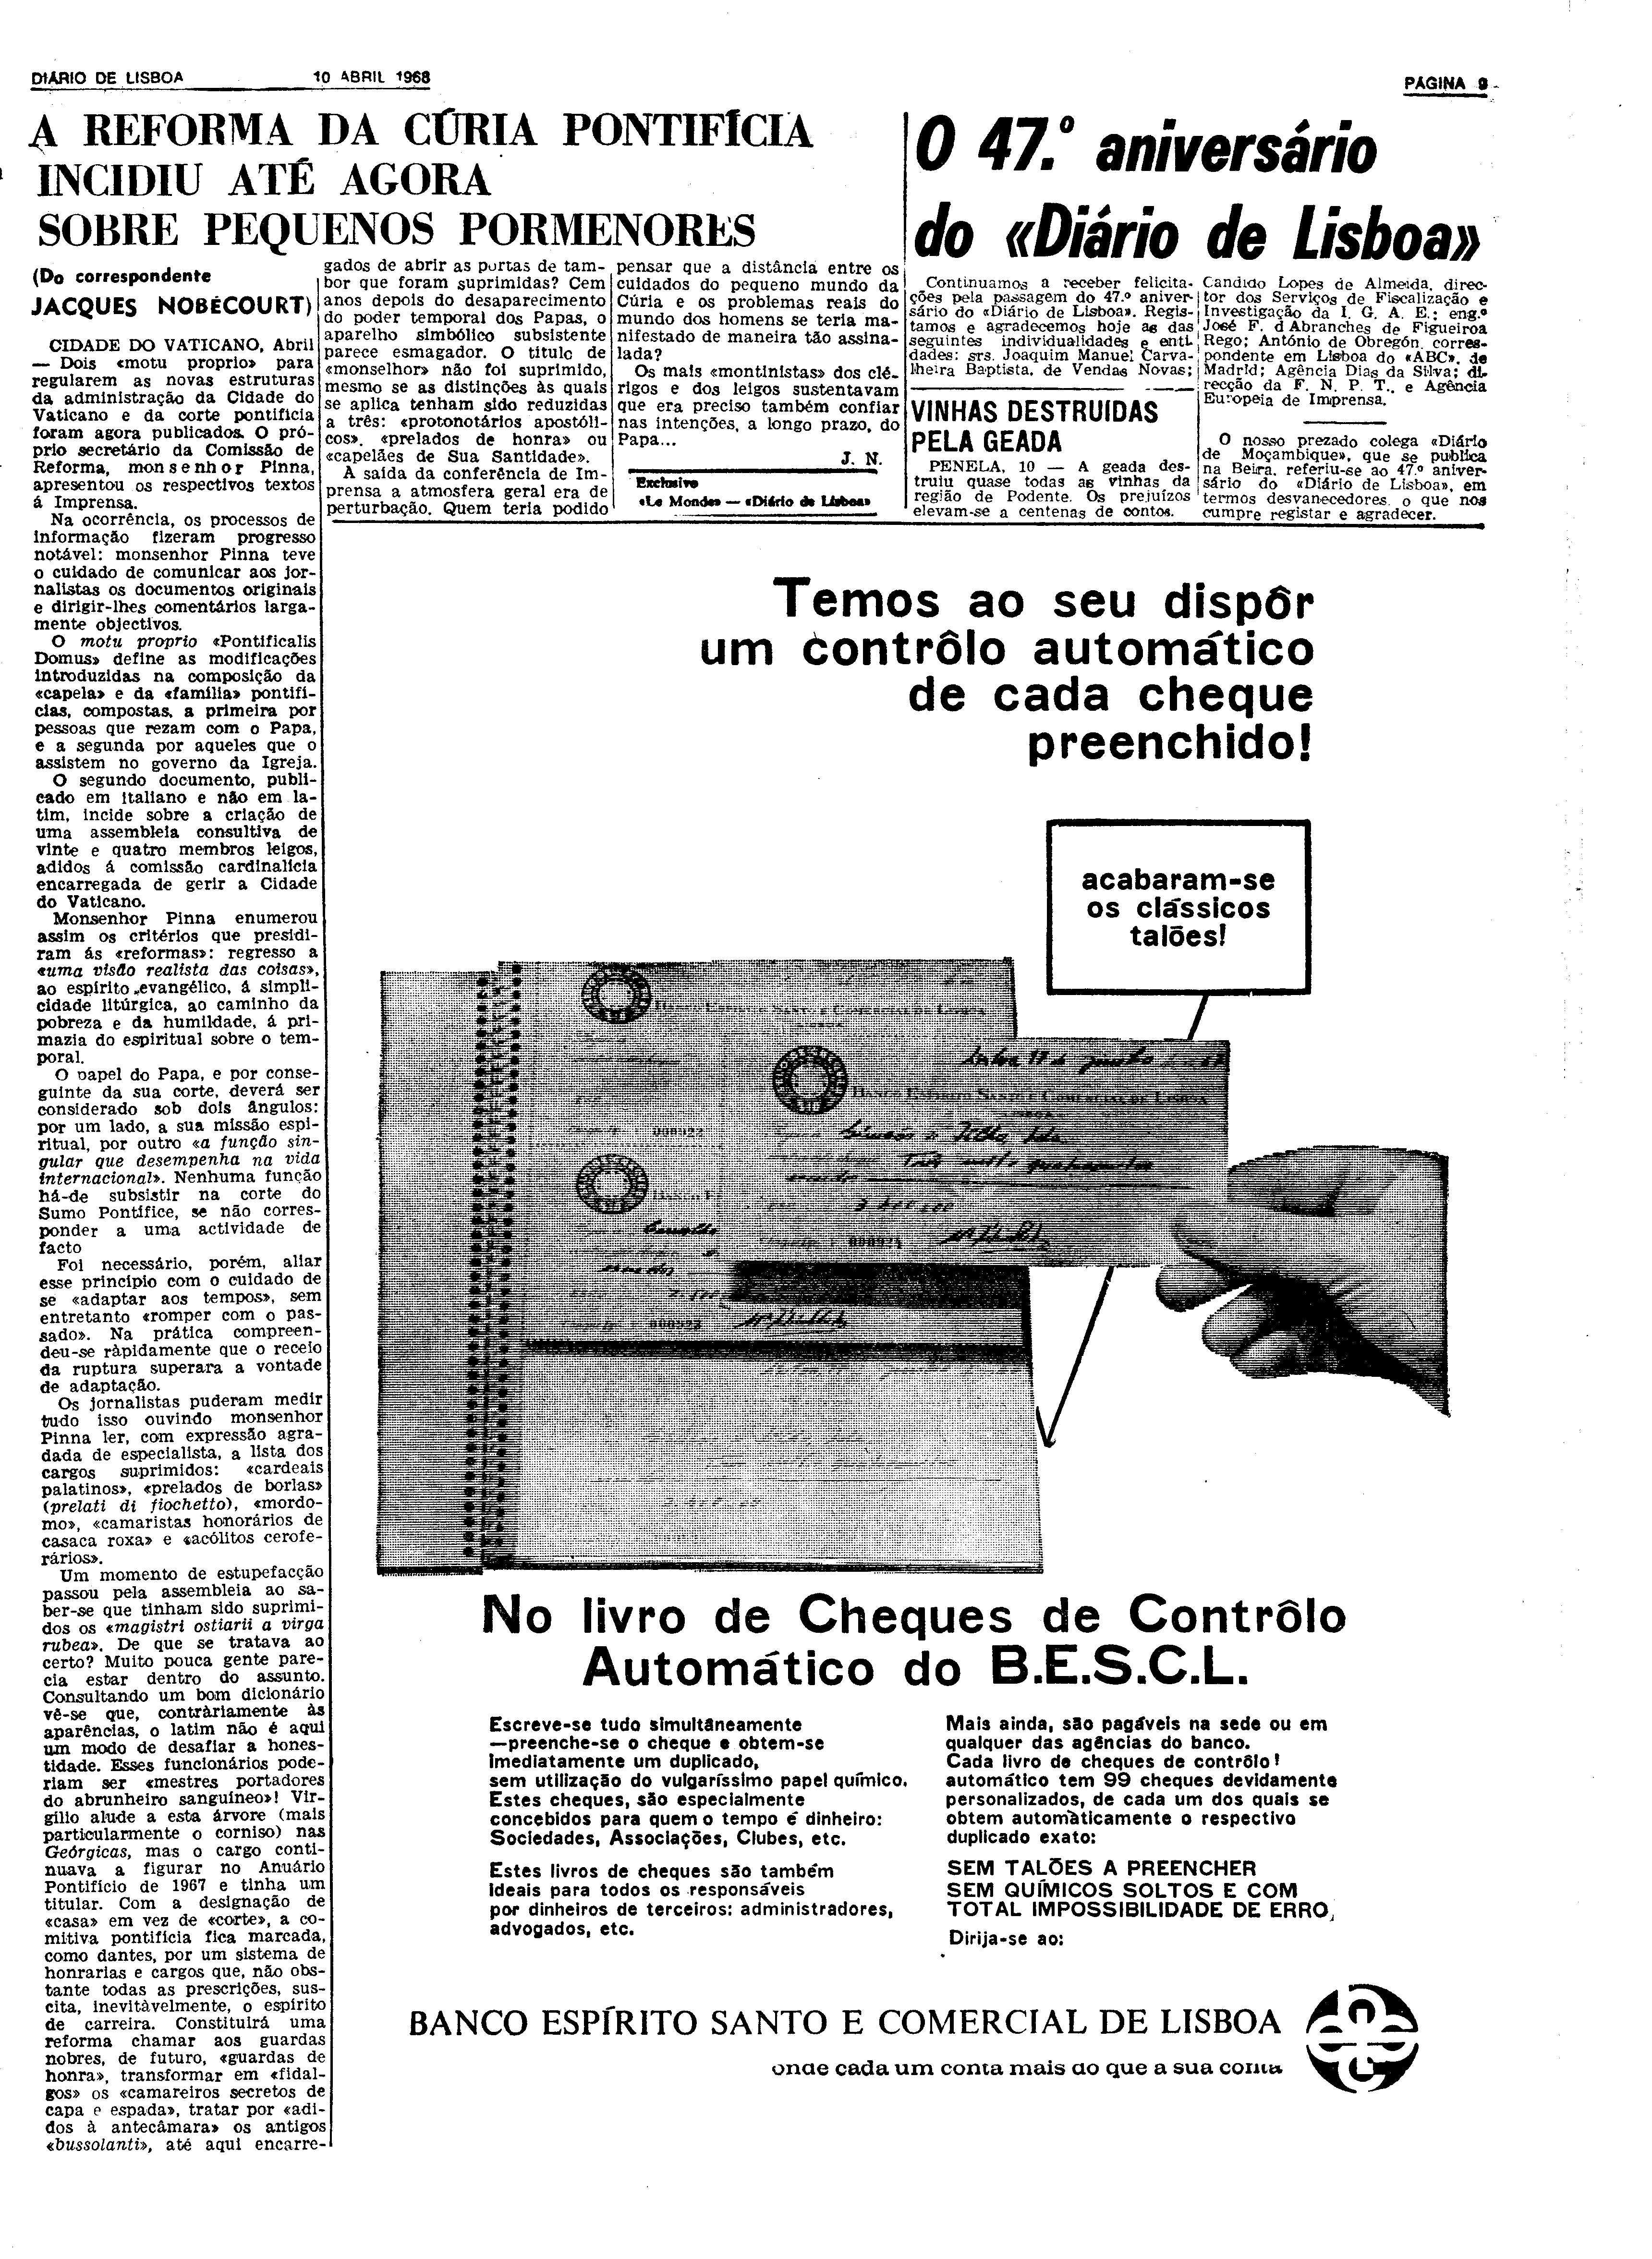 DIÁRIO DE LISBOA 10 ABRIL 1968
PÁGINA 9
A REFORMA DA CÚRIA PONTIFÍCIA
INCIDIU ATÉ AGORA
SOBRE PEQUENOS PORMENORES
(Do correspondente
JACQUES NOBÉCOURT)
CIDADE DO VATICANO, Abril
— Dois «motu proprio» para
regularem as novas estruturas
da administração da Cidade do
Vaticano e da corte pontifícia
foram agora publicados. O pró-
prio secretário da Comissão de
Reforma, monsenhor Pinna,
apresentou os respectivos textos
á Imprensa.
Na ocorrência, os processos de
informação fizeram progresso
notável: monsenhor Pinna teve
o cuidado de comunicar aos jor-
nalistas os documentos originais
e dirigir-lhes comentários larga-
mente objectivos.
O motu proprio «Pontificalis
Domus» define as modificações
introduzidas na composição da
«capela» e da «família» pontifí-
cias, compostas, a primeira por
pessoas que rezam com o Papa,
e a segunda por aqueles que o
assistem no governo da Igreja.
O segundo documento, publi-
cado em italiano e não em la-
tim, incide sobre a criação de
uma assembleia consultiva de
vinte e quatro membros leigos,
adidos á comissão cardinalícia
encarregada de gerir a Cidade
do Vaticano.
Monsenhor Pinna enumerou
assim os critérios que presidi-
ram ás «reformas»: regresso a
«uma visão realista das coisas»,
ao espírito evangélico, á simpli-
cidade litúrgica, ao caminho da
pobreza e da humildade, á pri-
mazia do espiritual sobre o tem-
poral.
O papel do Papa, e por conse-
guinte da sua corte, deverá ser
considerado sob dois ângulos:
por um lado, a sua missão espi-
ritual, por outro «a função sin-
gular que desempenha na vida
internacional». Nenhuma função
há-de subsistir na corte do
Sumo Pontífice, se não corres-
ponder a uma actividade de
facto
Foi necessário, porém, aliar
esse princípio com o cuidado de
se «adaptar aos tempos», sem
entretanto «romper com o pas-
sado». Na prática compreen-
deu-se ràpidamente que o receio
da ruptura superara a vontade
de adaptação.
Os jornalistas puderam medir
tudo isso ouvindo monsenhor
Pinna ler, com expressão agra-
dada de especialista, a lista dos
cargos suprimidos: «cardeais
palatinos», «prelados de borlas»
(prelati di fiochetto), «mordo-
mo», «camaristas honorários de
casaca roxa» e «acólitos cerofe-
rários».
Um momento de estupefacção
passou pela assembleia ao sa-
ber-se que tinham sido suprimi-
dos os «magistri ostiarii a virga
rubea». De que se tratava ao
certo? Muito pouca gente pare-
cia estar dentro do assunto.
Consultando um bom dicionário
vê-se que, contràriamente às
aparências, o latim não é aqui
um modo de desafiar a hones-
tidade. Esses funcionários pode-
riam ser «mestres portadores
do abrunheiro sanguíneo»! Vir-
gílio alude a esta árvore (mais
particularmente o corniso) nas
Geórgicas, mas o cargo conti-
nuava a figurar no Anuário
Pontifício de 1967 e tinha um
titular. Com a designação de
«casa» em vez de «corte», a co-
mitiva pontifícia fica marcada,
como dantes, por um sistema de
honrarias e cargos que, não obs-
tante todas as prescrições, sus-
cita, inevitàvelmente, o espírito
de carreira. Constituirá uma
reforma chamar aos guardas
nobres, de futuro, «guardas de
honra», transformar em «fidal-
gos» os «camareiros secretos de
capa e espada», tratar por «adi-
dos à antecâmara» os antigos
«bussolanti», até aqui encarre-
gados de abrir as portas de tam-
bor que foram suprimidas? Cem
anos depois do desaparecimento
do poder temporal dos Papas, o
aparelho simbólico subsistente
parece esmagador. O título de
«monselhor» não foi suprimido,
mesmo se as distinções às quais
se aplica tenham sido reduzidas
a três: «protonotários apostóli-
cos», «prelados de honra» ou
«capelães de Sua Santidade».
A saída da conferência de Im-
prensa a atmosfera geral era de
perturbação. Quem teria podido
pensar que a distância entre os
cuidados do pequeno mundo da
Cúria e os problemas reais do
mundo dos homens se teria ma-
nifestado de maneira tão assina-
lada?
Os mais «montinistas» dos clé-
rigos e dos leigos sustentavam
que era preciso também confiar
nas intenções, a longo prazo, do
Papa...
J. N.
Exclusivo
«Le Monde» — «Diário de Lisboa»
O 47.º aniversário
do «Diário de Lisboa»
Continuamos a receber felicita-
ções pela passagem do 47.º aniver-
sário do «Diário de Lisboa». Regis-
tamos e agradecemos hoje as das
seguintes individualidades e enti-
dades: srs. Joaquim Manuel Carva-
lheira Baptista, de Vendas Novas;
Candido Lopes de Almeida, direc-
tor dos Serviços de Fiscalização e
Investigação da I. G. A. E.; eng.º
José F. d Abranches de Figueiroa
Rego; António de Obregón, corres-
pondente em Lisboa do «ABC», de
Madrid; Agência Dias da Silva; di-
recção da F. N. P. T., e Agência
Europeia de Imprensa.
O nosso prezado colega «Diário
de Moçambique», que se publica
na Beira, referiu-se ao 47.º aniver-
sário do «Diário de Lisboa», em
termos desvanecedores, o que nos
cumpre registar e agradecer.
VINHAS DESTRUIDAS
PELA GEADA
PENELA, 10 — A geada des-
truiu quase todas as vinhas da
região de Podente. Os prejuízos
elevam-se a centenas de contos.
Temos ao seu dispôr
um contrôlo automático
de cada cheque
preenchido!
acabaram-se
os clássicos
talões!
BANCO ESPÍRITO SANTO E COMERCIAL DE LISBOA
BANCO ESPÍRITO SANTO E COMERCIAL DE LISBOA
000922
000921
000923
No livro de Cheques de Contrôlo
Automático do B.E.S.C.L.
Escreve-se tudo simultâneamente
—preenche-se o cheque e obtem-se
imediatamente um duplicado,
sem utilização do vulgaríssimo papel químico.
Estes cheques, são especialmente
concebidos para quem o tempo é dinheiro:
Sociedades, Associações, Clubes, etc.
Estes livros de cheques são também
ideais para todos os responsáveis
por dinheiros de terceiros: administradores,
advogados, etc.
Mais ainda, são pagáveis na sede ou em
qualquer das agências do banco.
Cada livro de cheques de contrôlo!
automático tem 99 cheques devidamente
personalizados, de cada um dos quais se
obtem automàticamente o respectivo
duplicado exato:
SEM TALÕES A PREENCHER
SEM QUÍMICOS SOLTOS E COM
TOTAL IMPOSSIBILIDADE DE ERRO,
Dirija-se ao:
BANCO ESPÍRITO SANTO E COMERCIAL DE LISBOA
onde cada um conta mais do que a sua conta